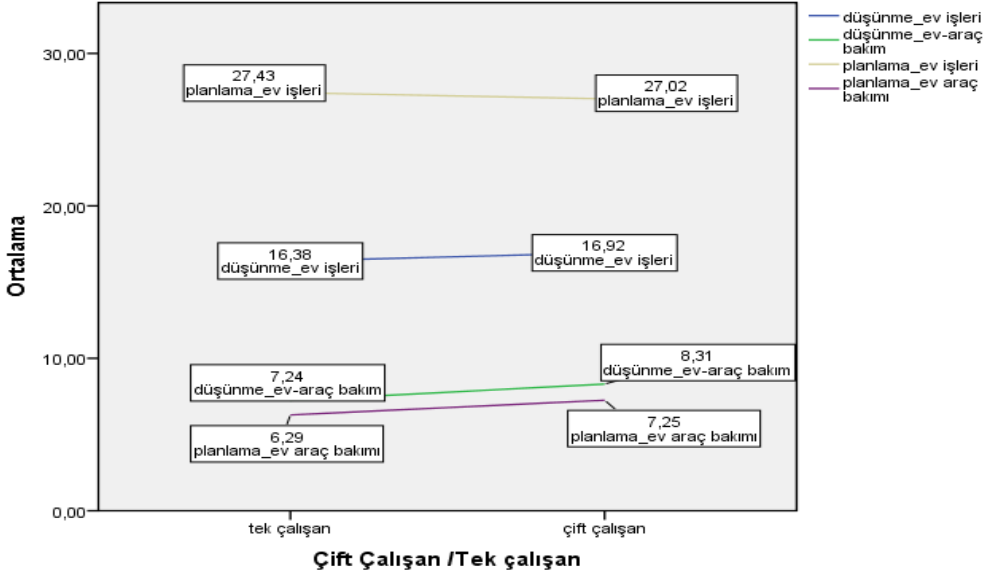 düşünme_ev işleri
düşünme_ev-araç
bakım
planlama_ev işleri
planlama_ev araç
bakımı
30,00
20,00
10,00
0,00
Ortalama
27,43
planlama_ev işleri
27,02
planlama_ev işleri
16,38
düşünme_ev işleri
16,92
düşünme_ev işleri
7,24
düşünme_ev-araç bakım
8,31
düşünme_ev-araç bakım
6,29
planlama_ev araç bakımı
7,25
planlama_ev araç bakımı
tek çalışan
çift çalışan
Çift Çalışan /Tek çalışan